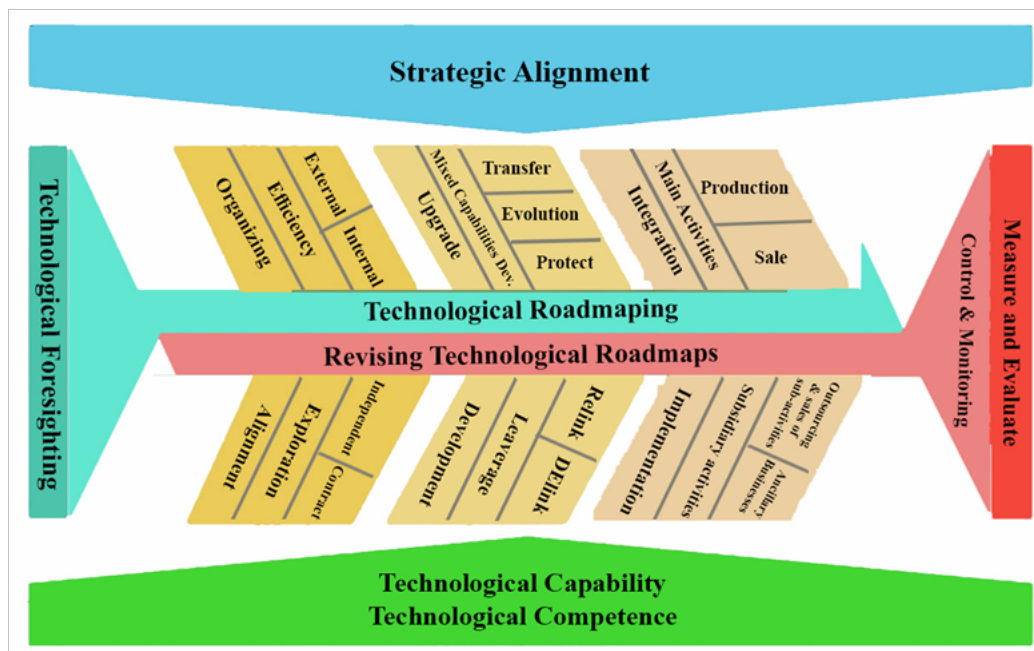 Strategic Alignment
Technological Foresighting
Organizing
Efficiency
External
Internal
Upgrade
Mixed Capabilities Dev.
Transfer
Evolution
Protect
Integration
Main Activities
Production
Sale
Technological Roadmaping
Revising Technological Roadmaps
Alignment
Exploration
Independent
Contract
Development
Leaverage
Relink
DElink
Implementation
Subsidiary activities
Outsourcing
& sales of
sub-activities
Ancillary
Businesses
Control & Monitoring
Measure and Evaluate
Technological Capability
Technological Competence